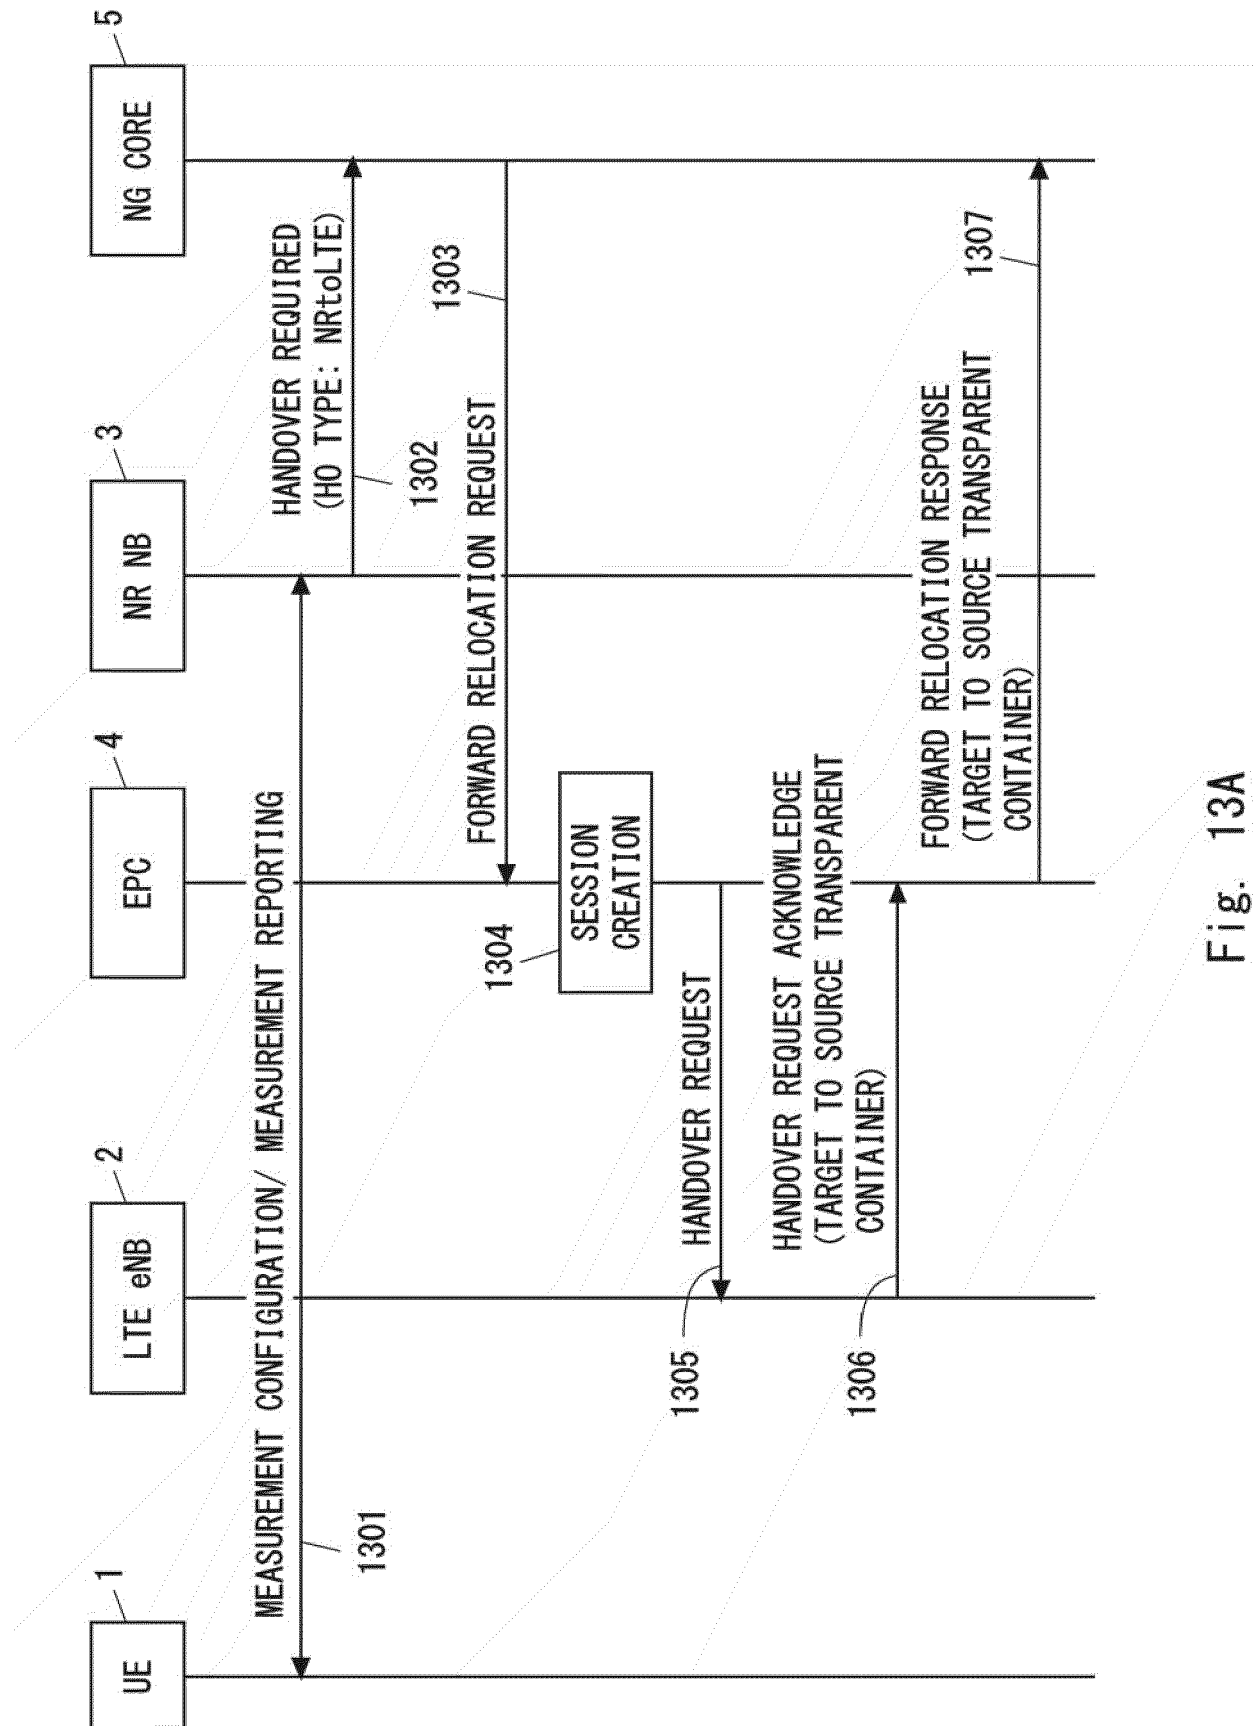 UE
1
LTE eNB
2
EPC
4
NR NB
3
NG CORE
5
MEASUREMENT CONFIGURATION/ MEASUREMENT REPORTING
1301
HANDOVER REQUIRED
(HO TYPE: NRtoLTE)
1302
1303
FORWARD RELOCATION REQUEST
1304
SESSION
CREATION
HANDOVER REQUEST
1305
HANDOVER REQUEST ACKNOWLEDGE
(TARGET TO SOURCE TRANSPARENT
CONTAINER)
1306
FORWARD RELOCATION RESPONSE
(TARGET TO SOURCE TRANSPARENT
CONTAINER)
1307
Fig. 13A